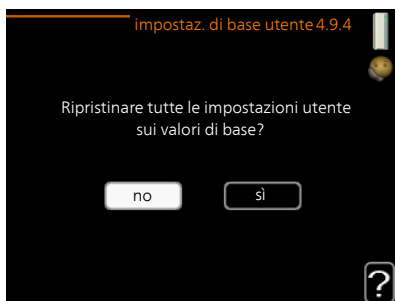 impostaz. di base utente 4.9.4
Ripristinare tutte le impostazioni utente
sui valori di base?
no
sì
?